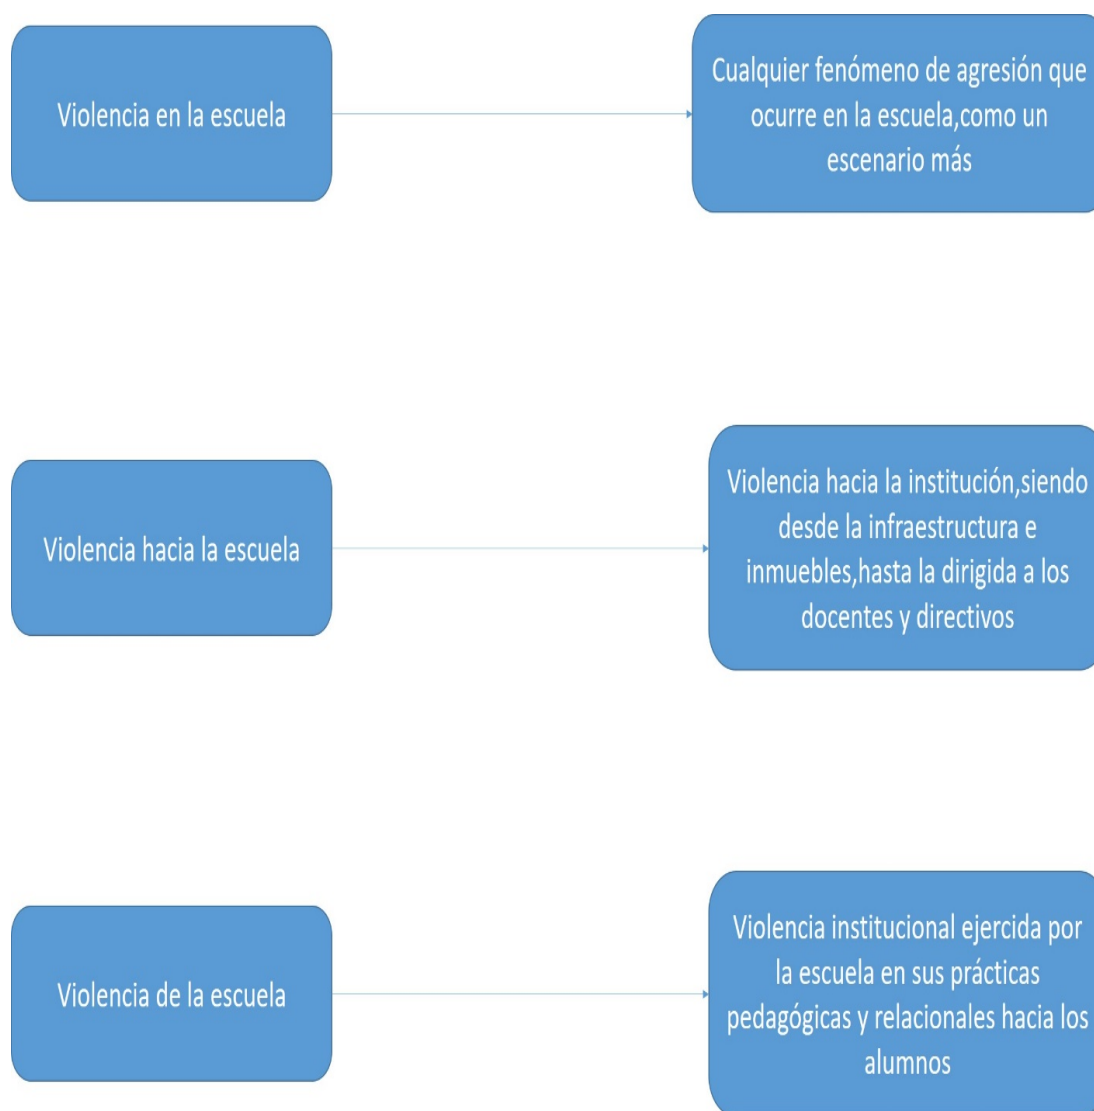 Violencia en la escuela
Cualquier fenómeno de agresión que
ocurre en la escuela,como un
escenario más
Violencia hacia la escuela
Violencia hacia la institución,siendo
desde la infraestructura e
inmuebles,hasta la dirigida a los
docentes y directivos
Violencia de la escuela
Violencia institucional ejercida por
la escuela en sus prácticas
pedagógicas y relacionales hacia los
alumnos